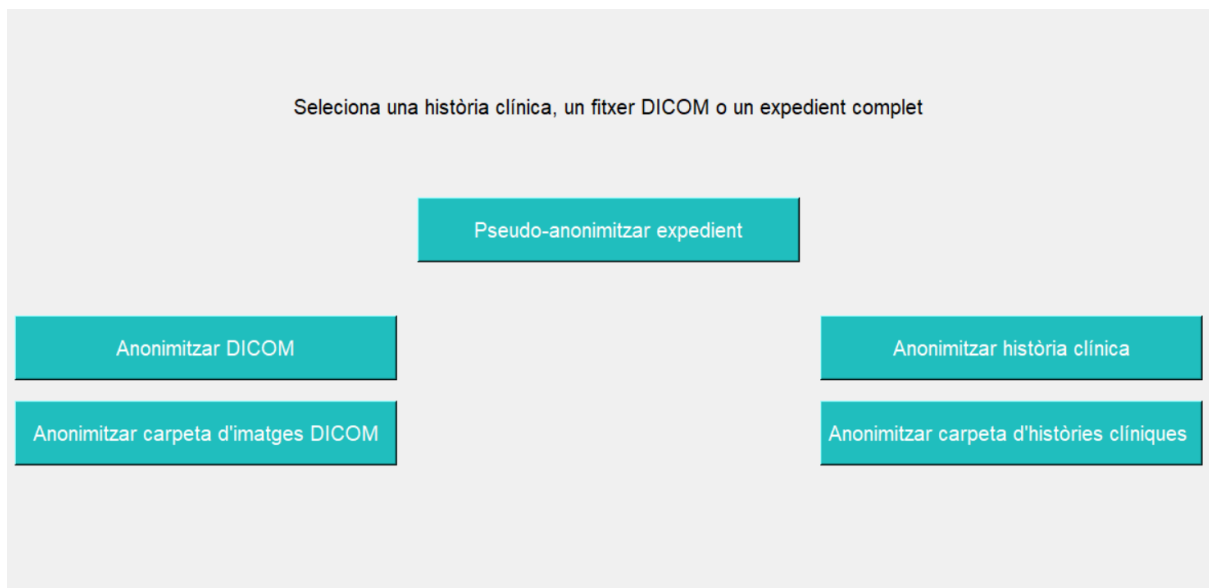 Seleciona una història clínica, un fitxer DICOM o un expedient complet
Pseudo-anonimitzar expedient
Anonimitzar DICOM
Anonimitzar història clínica
Anonimitzar carpeta d'imatges DICOM
Anonimitzar carpeta d'històries clíniques